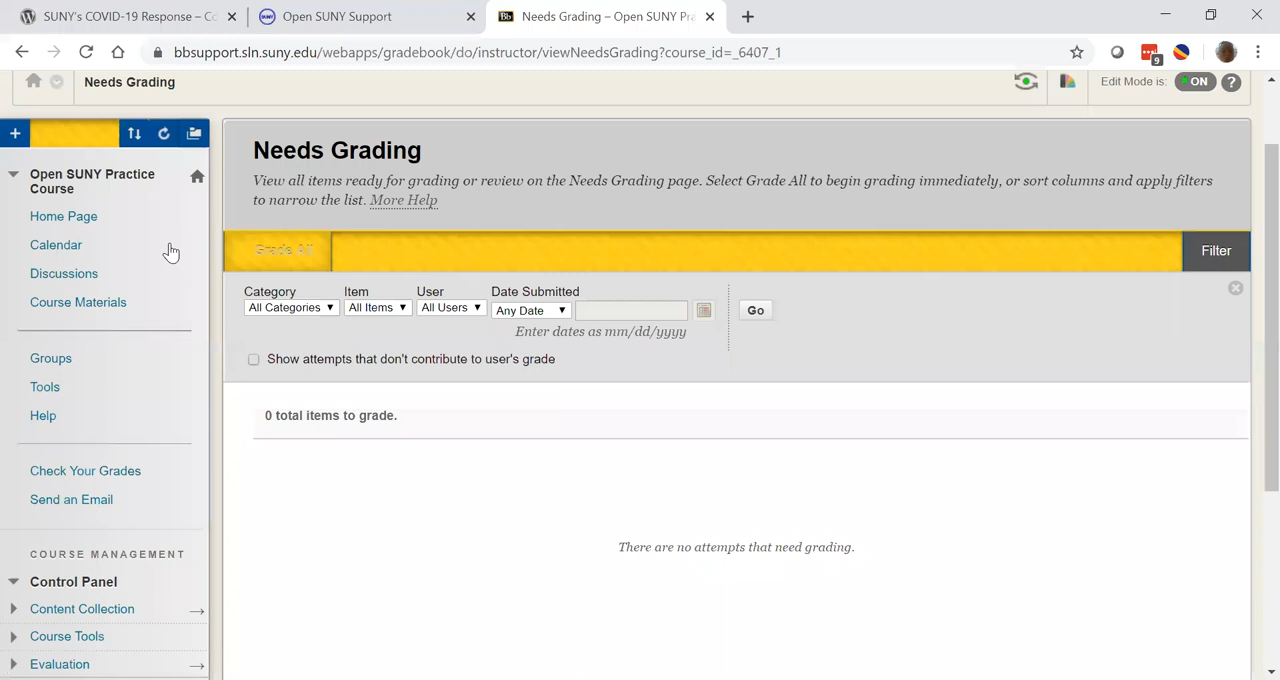 SUNY's COVID-19 Response – Co
Open SUNY Support
Bb Needs Grading – Open SUNY Pra
bbsupport.sln.suny.edu/webapps/gradebook/do/instructor/viewNeedsGrading?course_id=_6407_1
9
Needs Grading
Edit Mode is: ON ?
Open SUNY Practice
Course
Home Page
Calendar
Discussions
Course Materials
Groups
Tools
Help
Check Your Grades
Send an Email
COURSE MANAGEMENT
Control Panel
Content Collection
Course Tools
Evaluation
Needs Grading
View all items ready for grading or review on the Needs Grading page. Select Grade All to begin grading immediately, or sort columns and apply filters
to narrow the list. More Help
Grade All
Filter
Category Item User Date Submitted
All Categories All Items All Users Any Date Go
Enter dates as mm/dd/yyyy
Show attempts that don't contribute to user's grade
0 total items to grade.
There are no attempts that need grading.